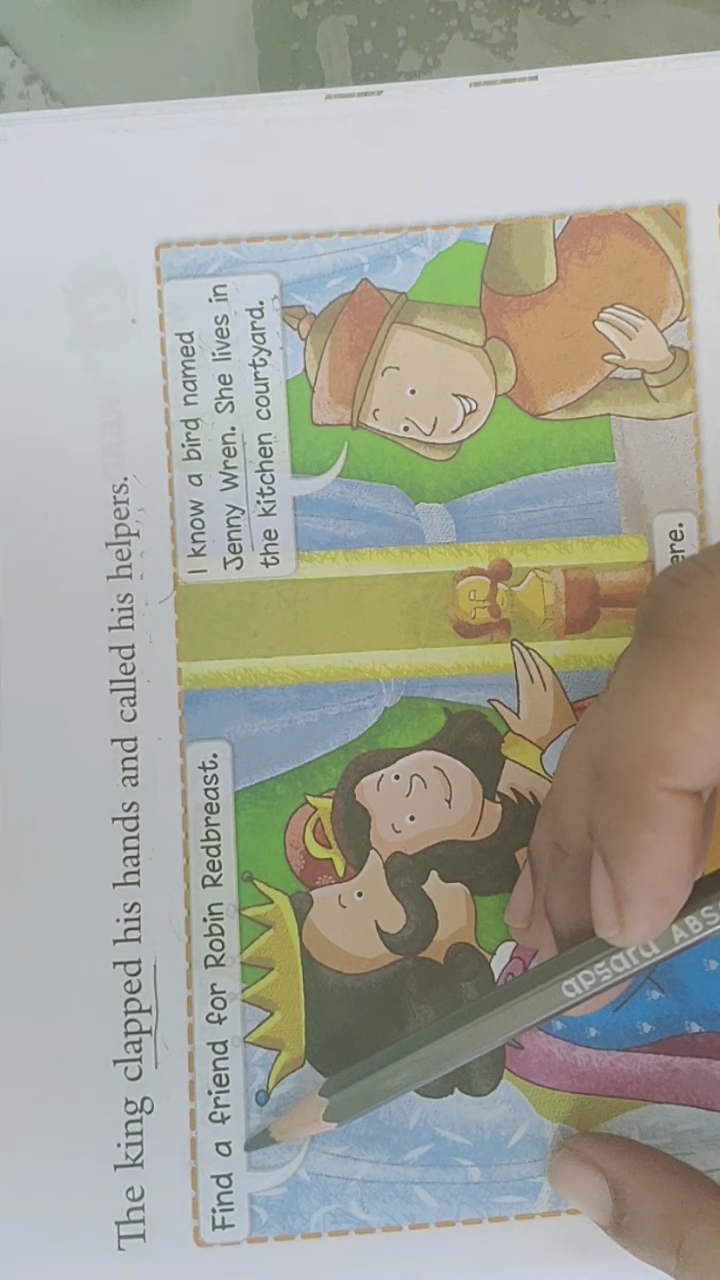 The king clapped his hands and called his helpers.
Find a friend for Robin Redbreast.
I know a bird named
Jenny Wren. She lives in
the kitchen courtyard.
apsara ABS